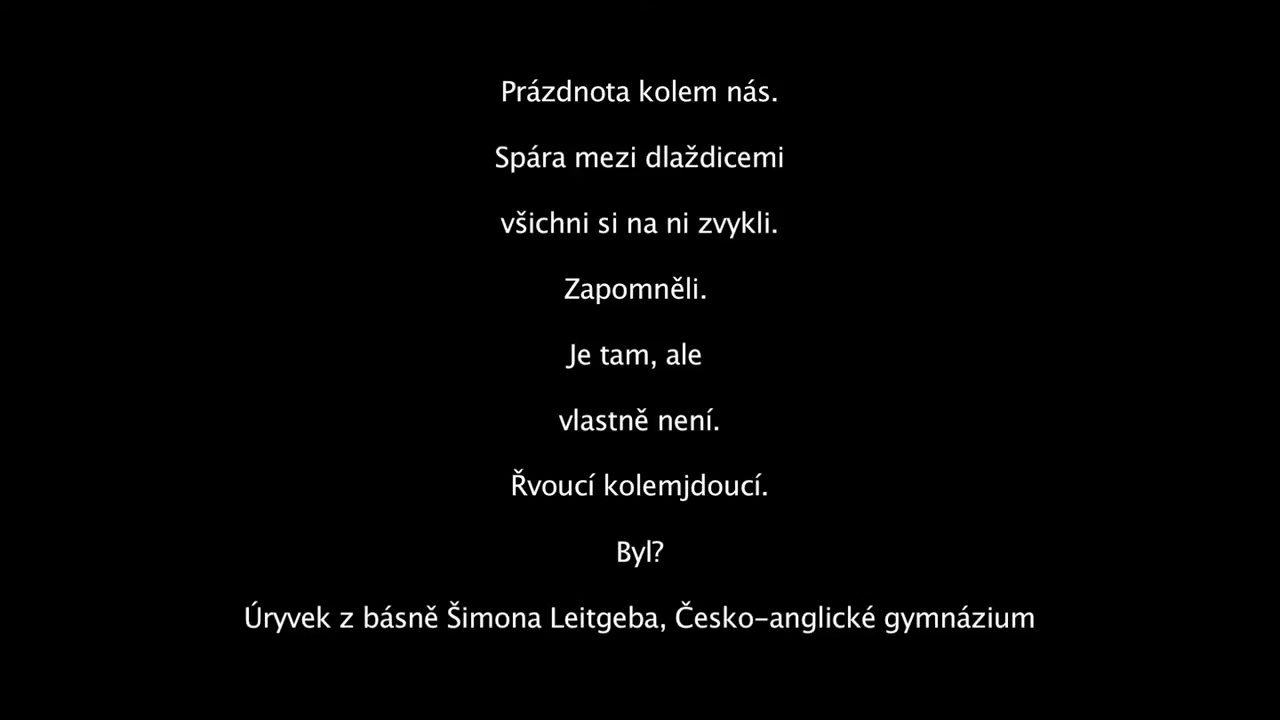 Prázdnota kolem nás.
Spára mezi dlaždicemi
všichni si na ni zvykli.
Zapomněli.
Je tam, ale
vlastně není.
Řvoucí kolemjdoucí.
Byl?
Úryvek z básně Šimona Leitgeba, Česko-anglické gymnázium